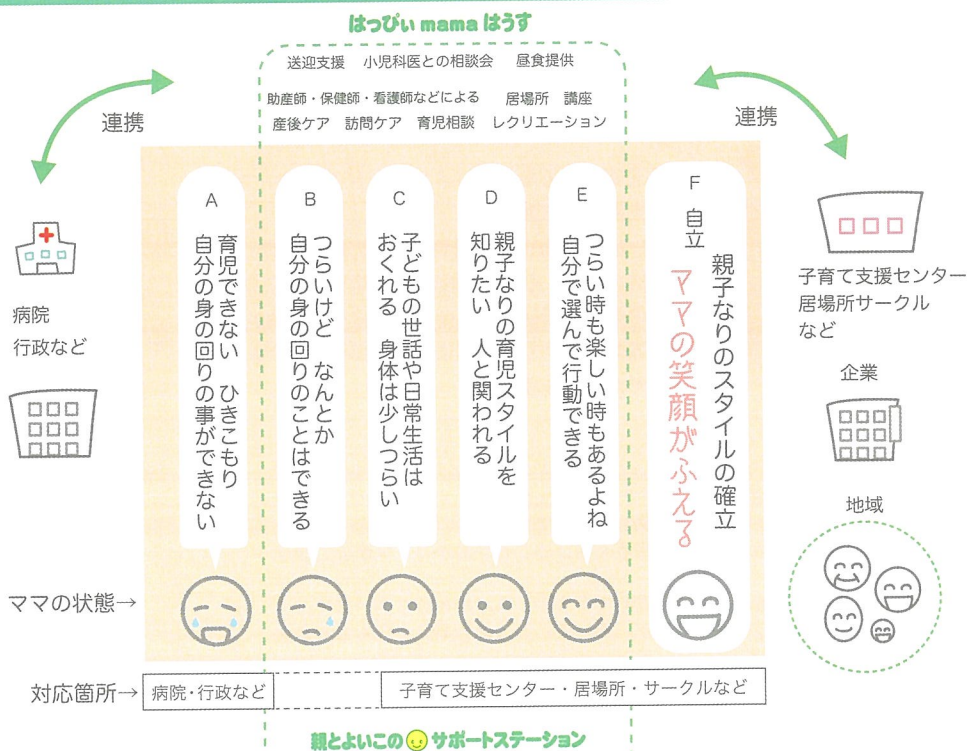 はっぴぃ mama はうす
送迎支援　小児科医との相談会　昼食提供
助産師・保健師・看護師などによる　居場所　講座
産後ケア　訪問ケア　育児相談　レクリエーション
連携
連携
A
育児できない　ひきこもり
自分の身の回りの事ができない
B
つらいけど　なんとか
自分の身の回りのことはできる
C
子どもの世話や日常生活は
おくれる　身体は少しつらい
D
親子なりの育児スタイルを
知りたい　人と関われる
E
つらい時も楽しい時もあるよね
自分で選んで行動できる
F
自立
親子なりのスタイルの確立
ママの笑顔がふえる
病院
行政など
子育て支援センター
居場所サークル
など
企業
地域
ママの状態→
対応箇所→
病院・行政など
子育て支援センター・居場所・サークルなど
親とよいこのサポートステーション